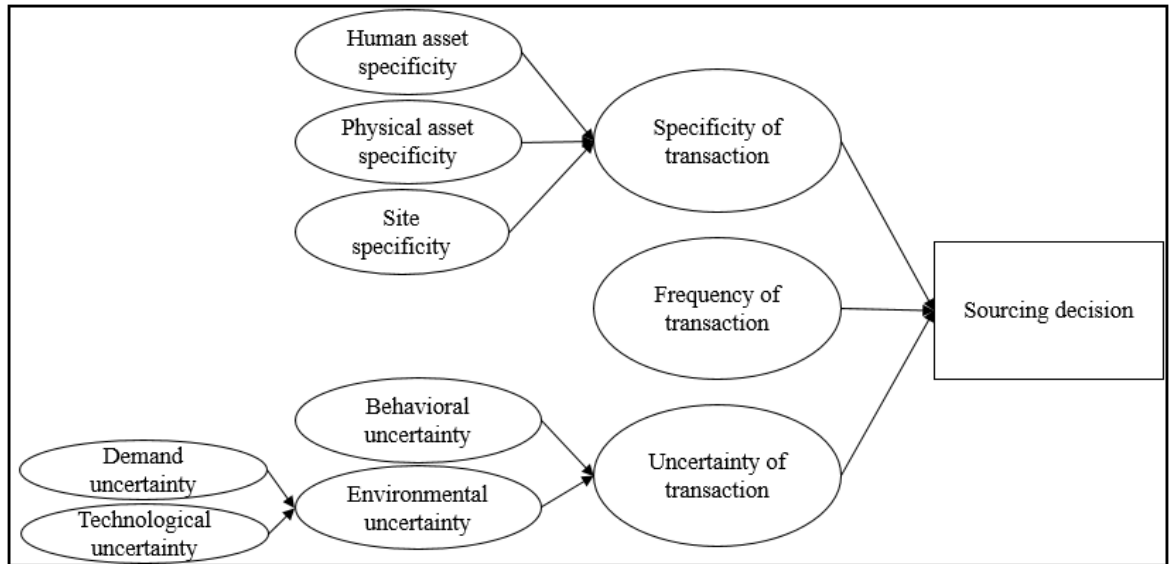 Human asset
specificity
Physical asset
specificity
Site
specificity
Specificity of
transaction
Frequency of
transaction
Sourcing decision
Behavioral
uncertainty
Demand
uncertainty
Technological
uncertainty
Environmental
uncertainty
Uncertainty of
transaction